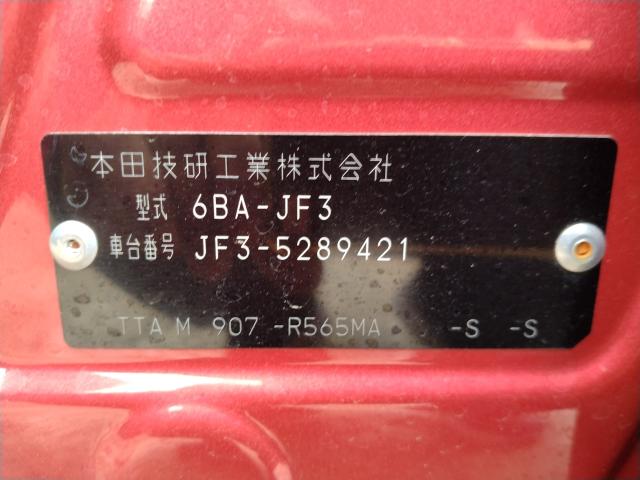 本田技研工業株式会社
型式 6BA-JF3
車台番号 JF3-5289421
TTA M 907 -R565MA -S -S